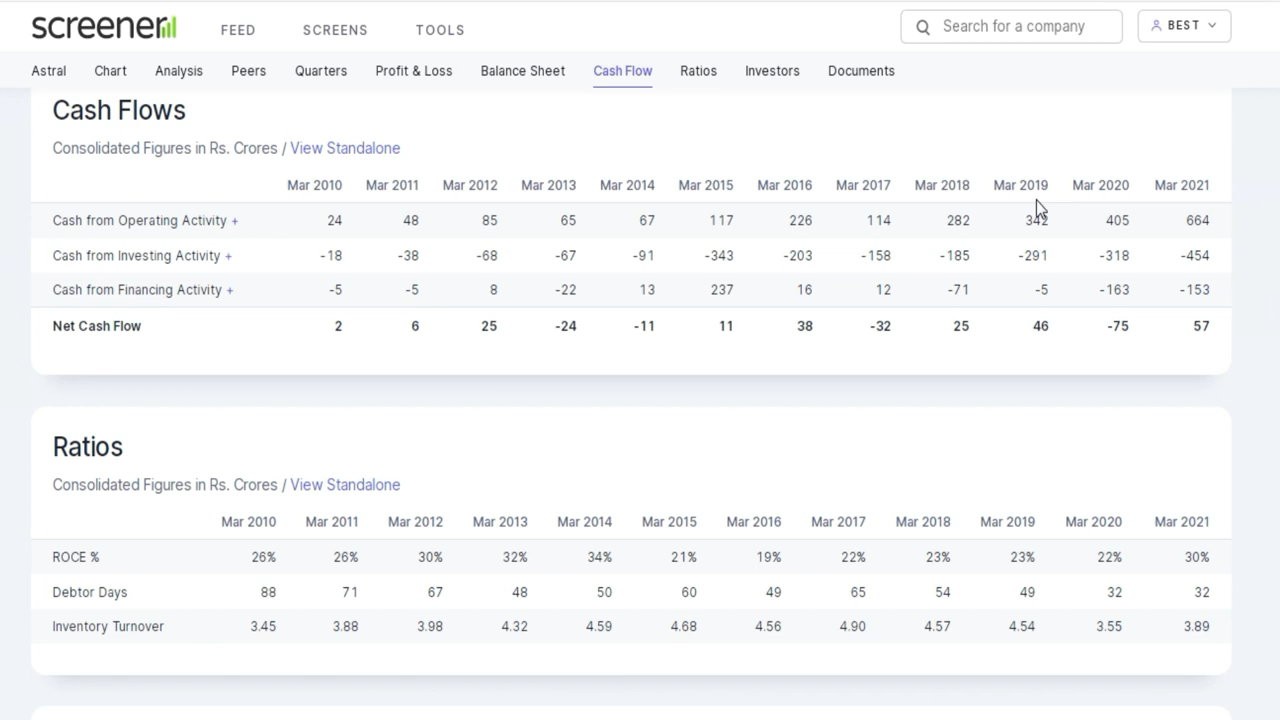 screener FEED SCREENS TOOLS Search for a company BEST
Astral Chart Analysis Peers Quarters Profit & Loss Balance Sheet Cash Flow Ratios Investors Documents
Cash Flows
Consolidated Figures in Rs. Crores / View Standalone
Mar 2010 Mar 2011 Mar 2012 Mar 2013 Mar 2014 Mar 2015 Mar 2016 Mar 2017 Mar 2018 Mar 2019 Mar 2020 Mar 2021
Cash from Operating Activity + 24 48 85 65 67 117 226 114 282 342 405 664
Cash from Investing Activity + -18 -38 -68 -67 -91 -343 -203 -158 -185 -291 -318 -454
Cash from Financing Activity + -5 -5 8 -22 13 237 16 12 -71 -5 -163 -153
Net Cash Flow 2 6 25 -24 -11 11 38 -32 25 46 -75 57
Ratios
Consolidated Figures in Rs. Crores / View Standalone
Mar 2010 Mar 2011 Mar 2012 Mar 2013 Mar 2014 Mar 2015 Mar 2016 Mar 2017 Mar 2018 Mar 2019 Mar 2020 Mar 2021
ROCE % 26% 26% 30% 32% 34% 21% 19% 22% 23% 23% 22% 30%
Debtor Days 88 71 67 48 50 60 49 65 54 49 32 32
Inventory Turnover 3.45 3.88 3.98 4.32 4.59 4.68 4.56 4.90 4.57 4.54 3.55 3.89